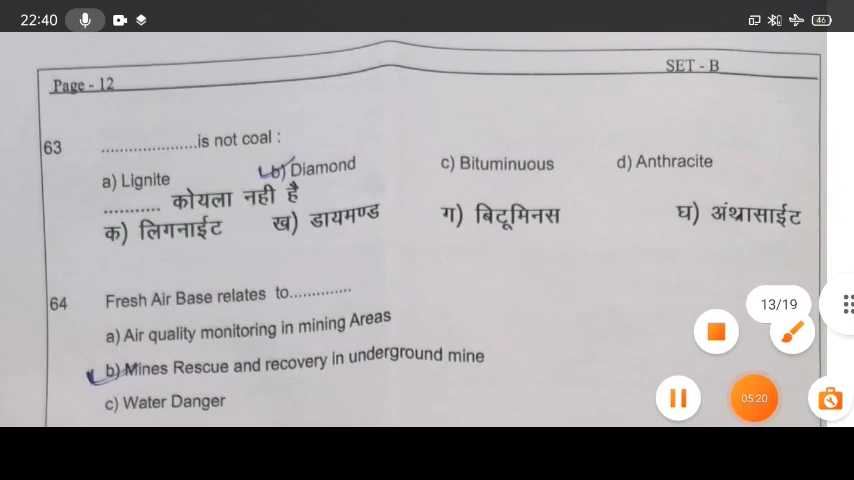 22:40
46
Page - 12
SET - B
63 ....................is not coal :
a) Lignite b) Diamond c) Bituminuous d) Anthracite
........... कोयला नही है
क) लिगनाईट ख) डायमण्ड ग) बिटूमिनस घ) अंथ्रासाईट
64 Fresh Air Base relates to..............
13/19
a) Air quality monitoring in mining Areas
b) Mines Rescue and recovery in underground mine
c) Water Danger
05:20